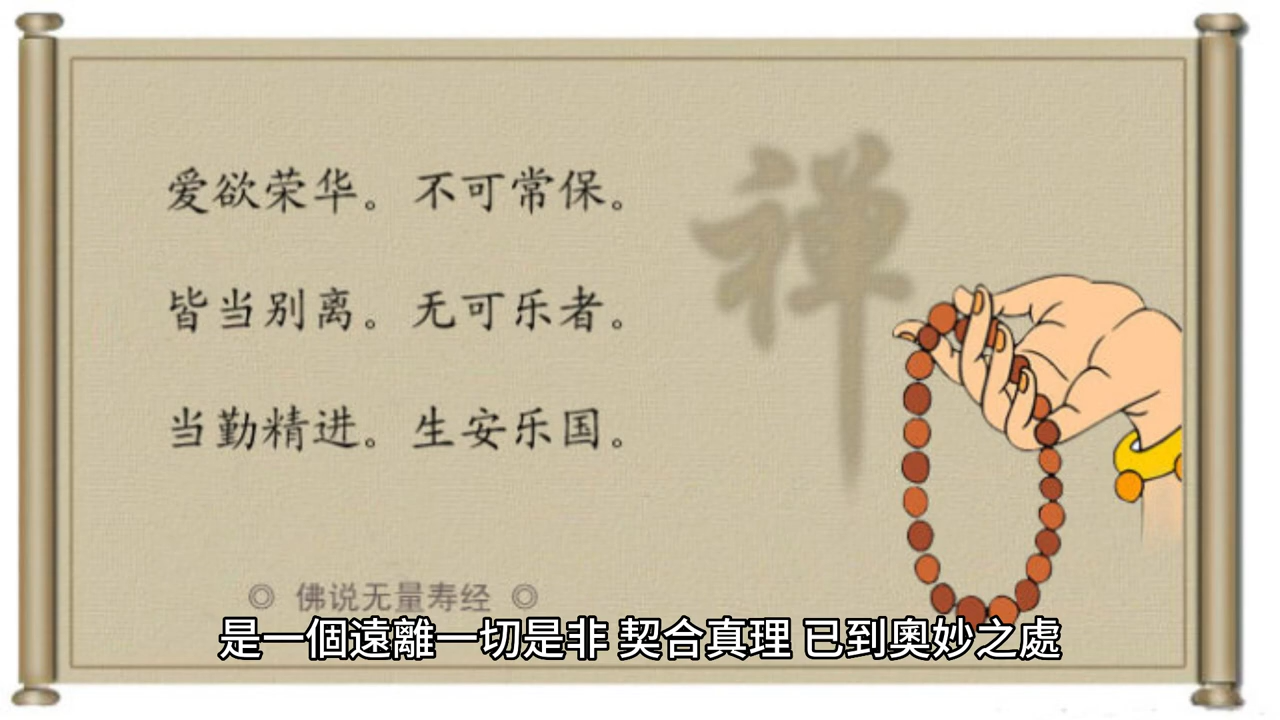 爱欲荣华。不可常保。
禅
皆当别离。无可乐者。
当勤精进。生安乐国。
◎ 佛说无量寿经 ◎
是一個遠離一切是非 契合真理 已到奧妙之處